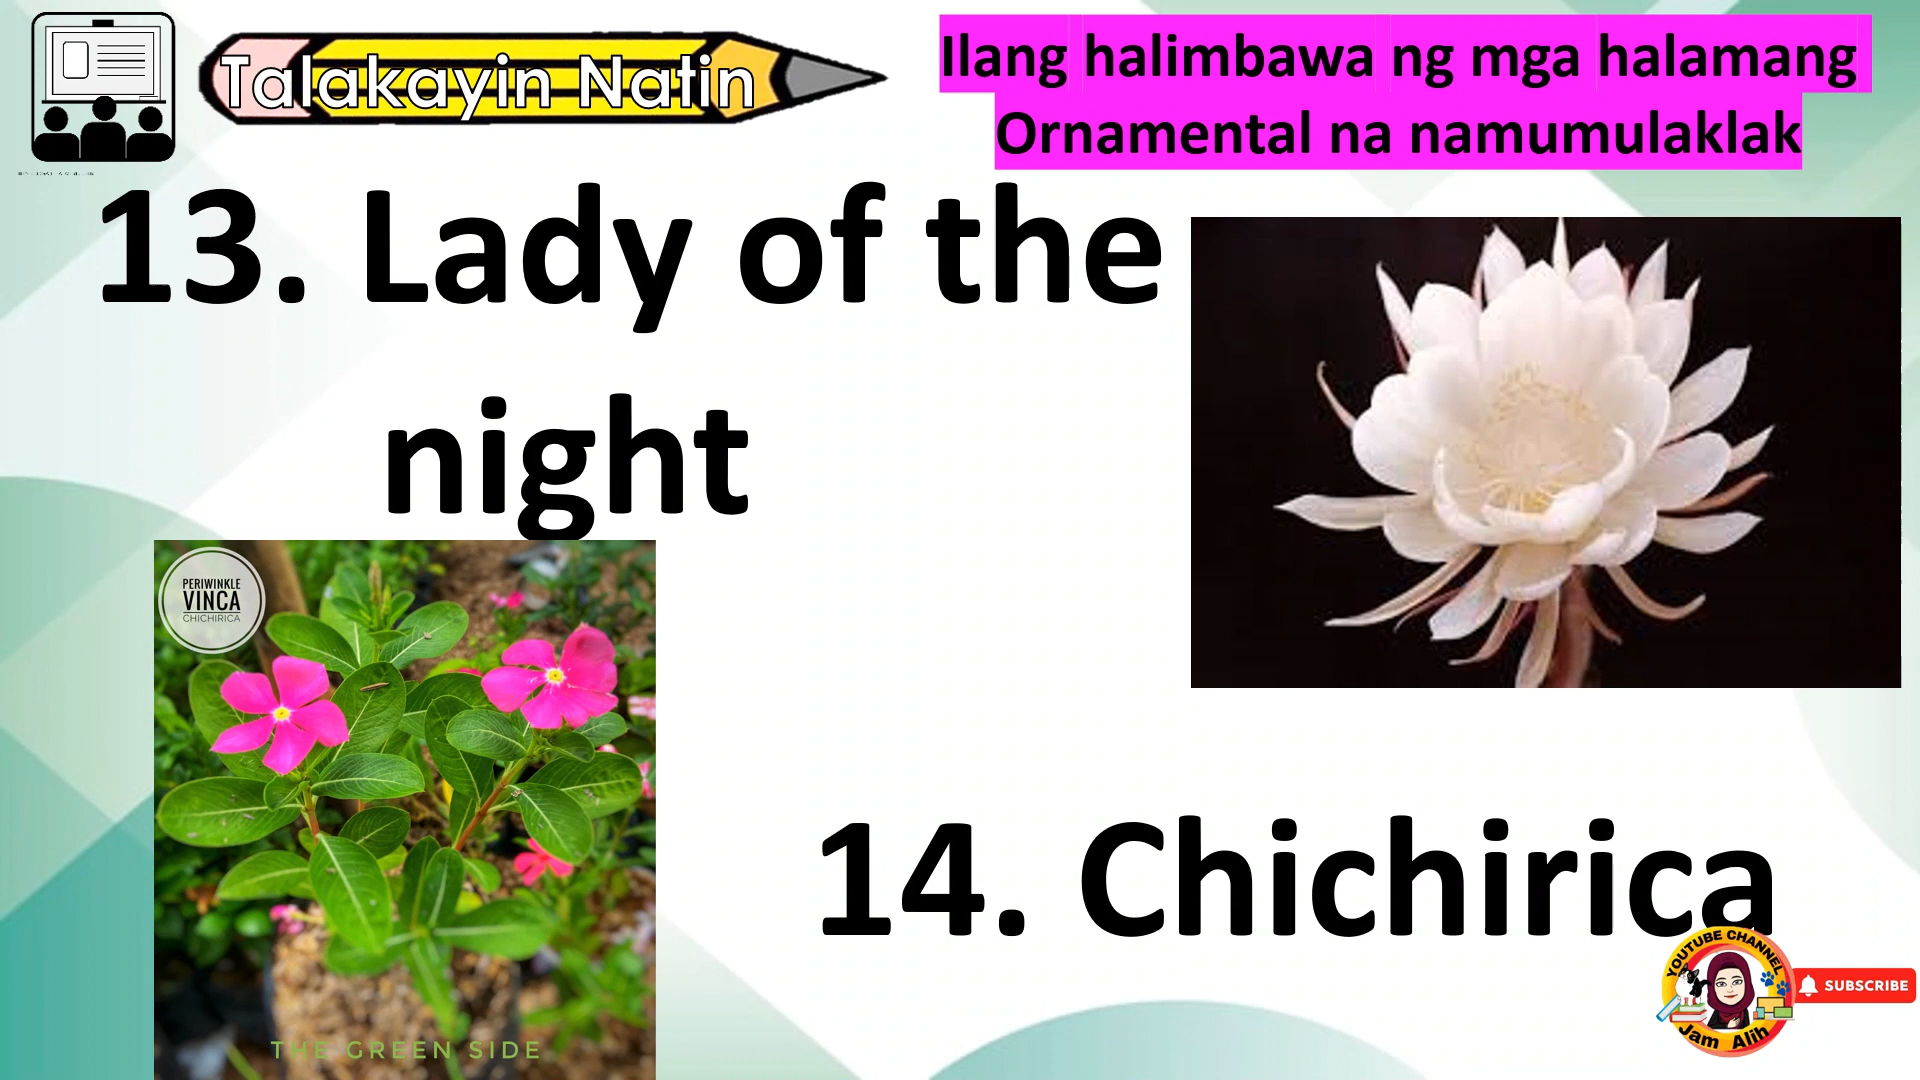 Talakayin Natin
Ilang halimbawa ng mga halamang
Ornamental na namumulaklak
13. Lady of the
night
PERIWINKLE
VINCA
CHICHIRICA
THE GREEN SIDE
14. Chichirica
YOUTUBE CHANNEL
Jam Alih
SUBSCRIBE